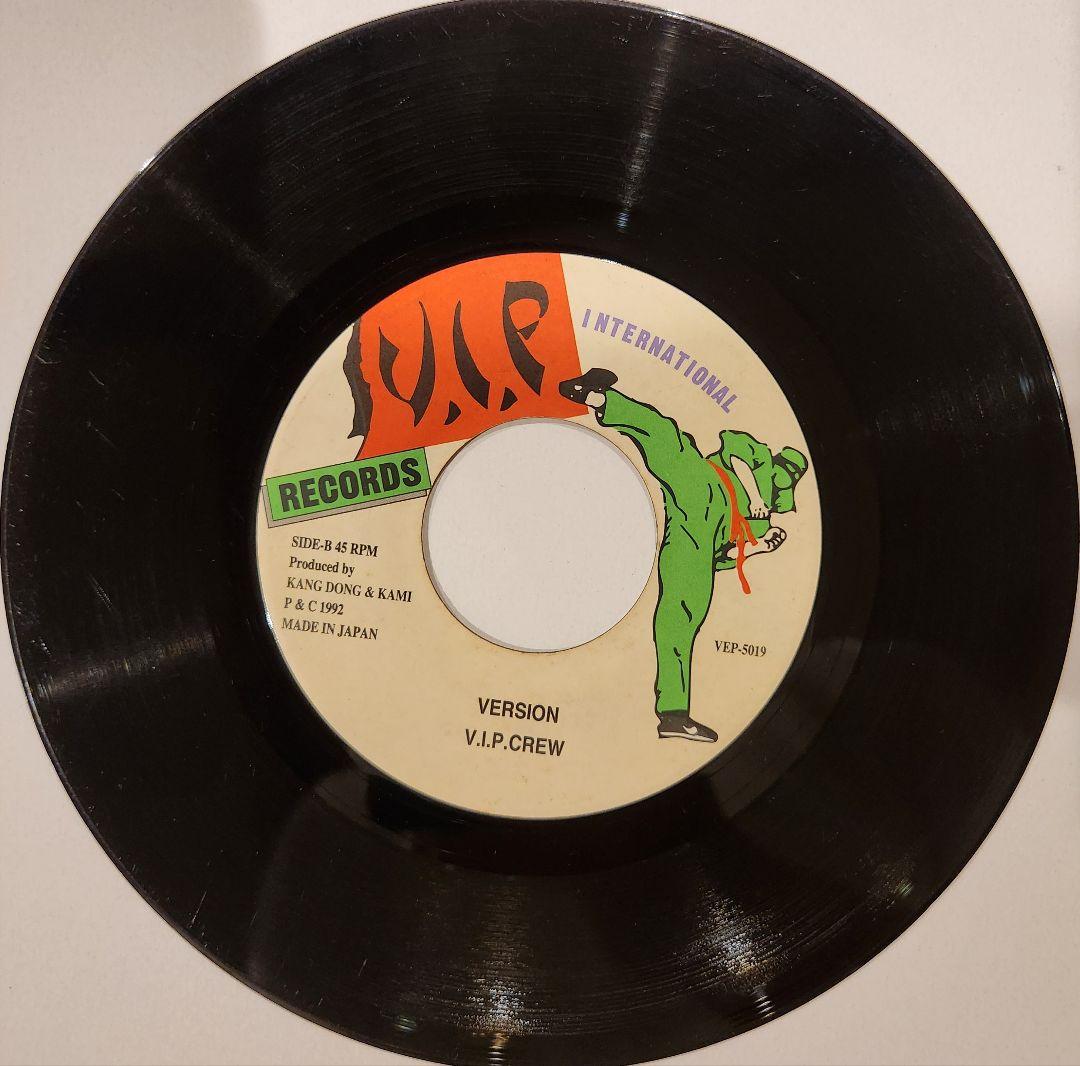 V.I.P
INTERNATIONAL
RECORDS
SIDE-B 45 RPM
Produced by
KANG DONG & KAMI
P & C 1992
MADE IN JAPAN
VEP-5019
VERSION
V.I.P.CREW